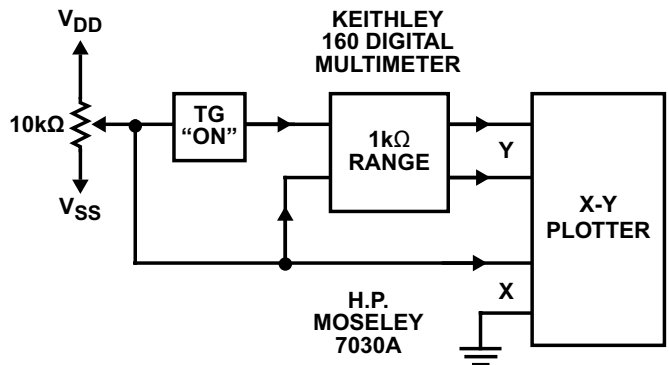 V_DD
KEITHLEY
160 DIGITAL
MULTIMETER
10kΩ
TG
“ON”
1kΩ
RANGE
Y
V_SS
X-Y
PLOTTER
X
H.P.
MOSELEY
7030A